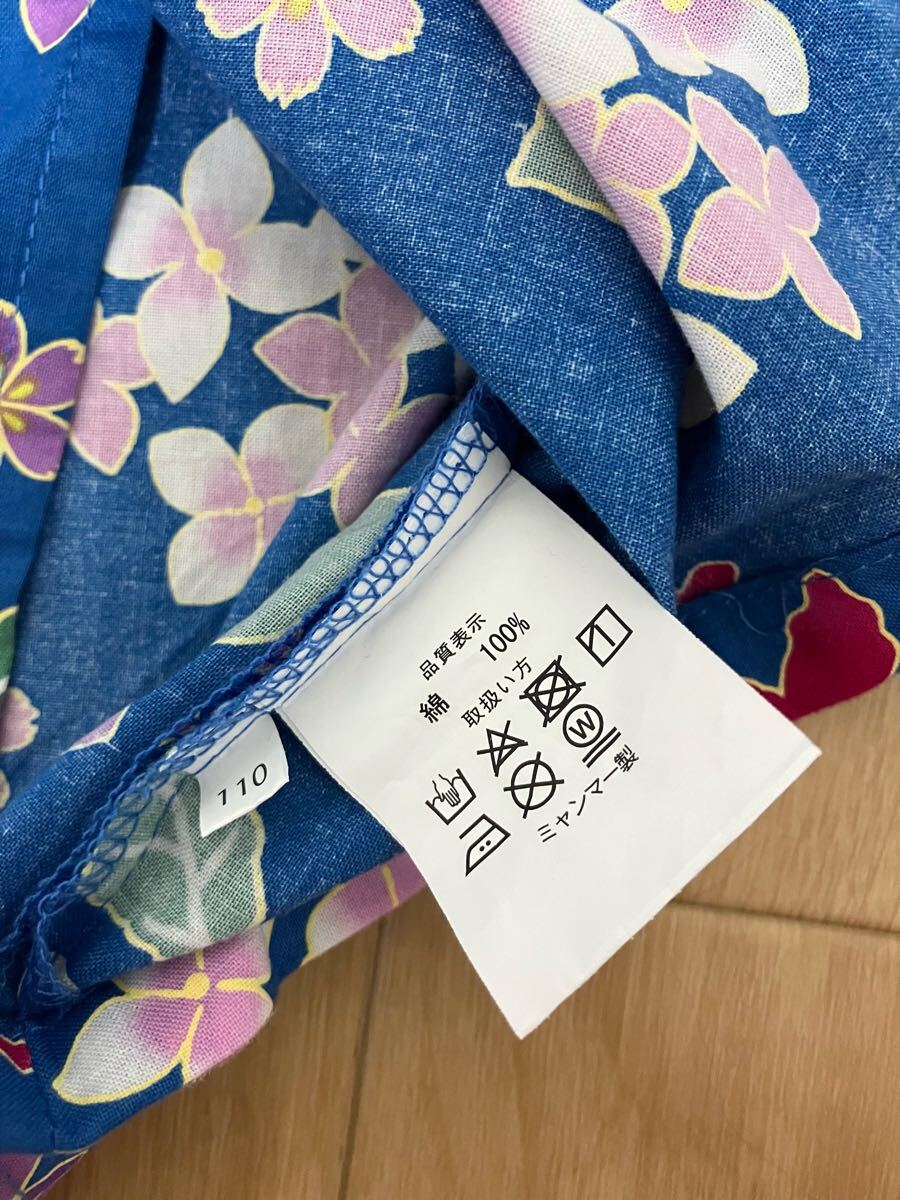 品質表示
綿 100%
取扱い方
W
ミャンマー製
110